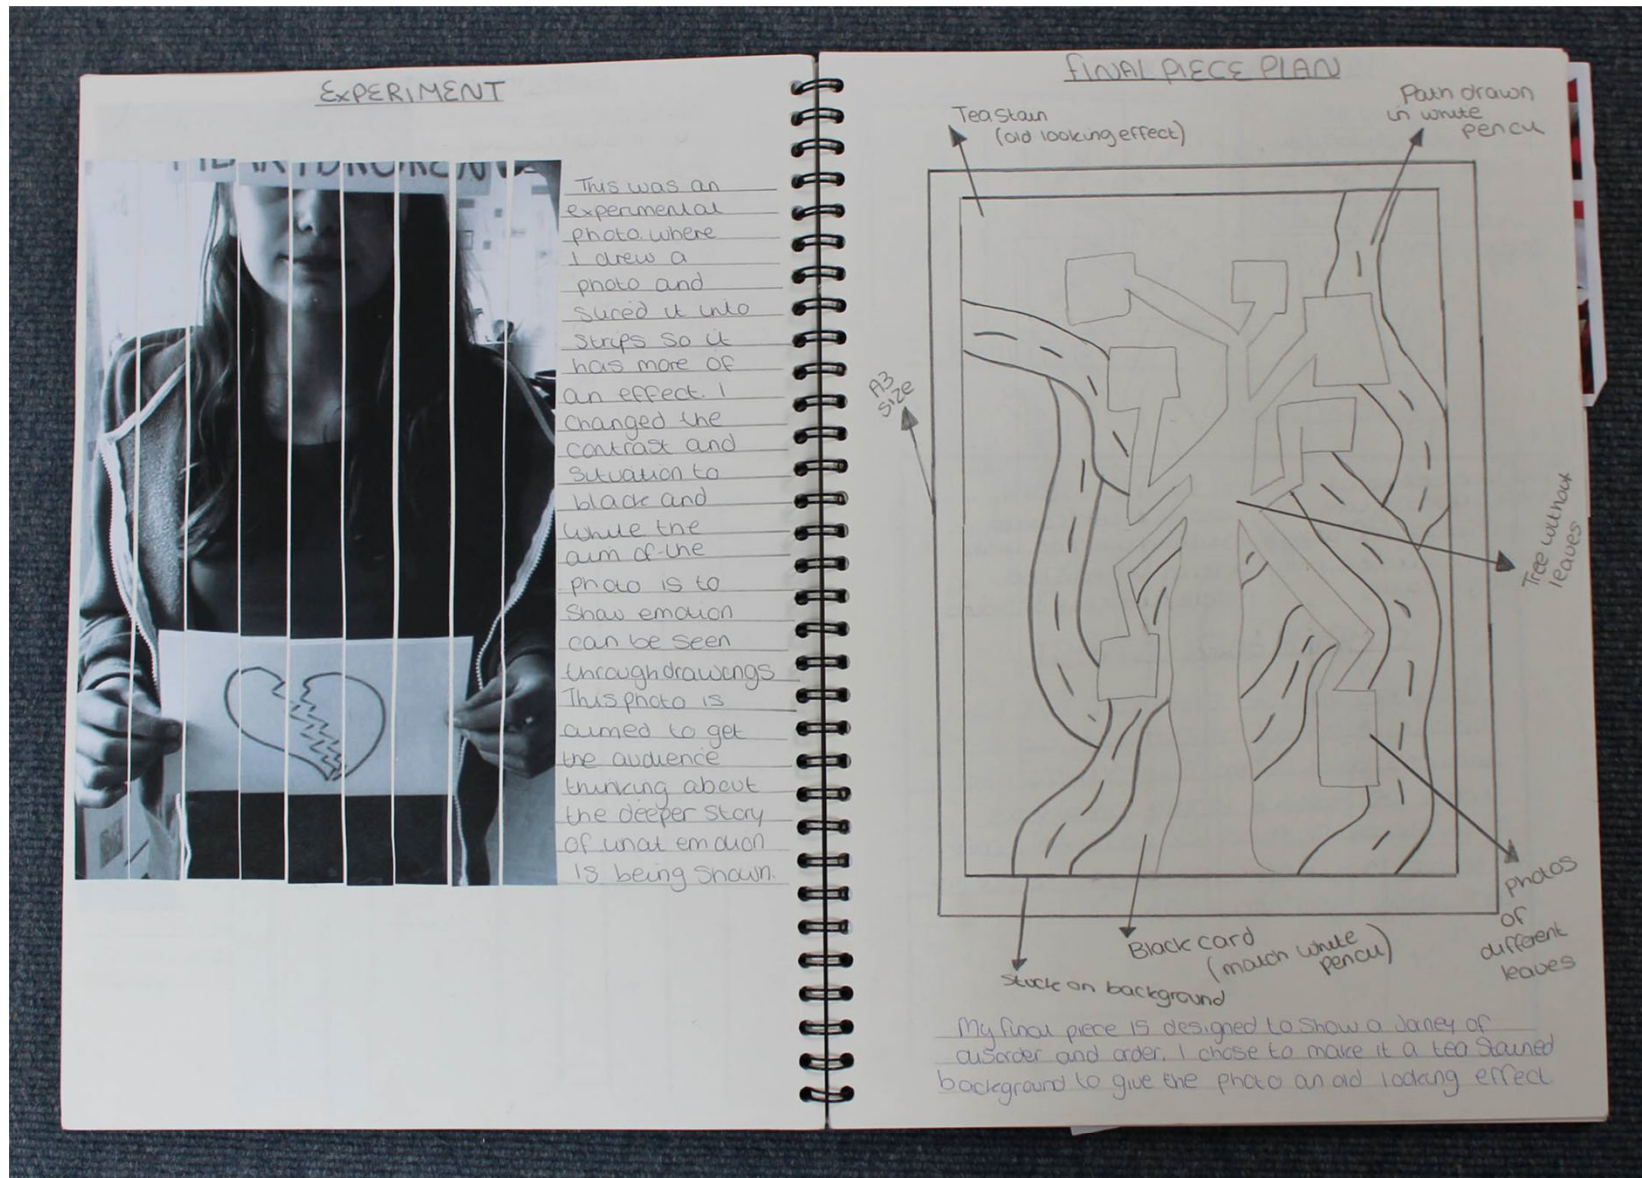 EXPERIMENT
This was an
experimental
photo where
I drew a
photo and
sliced it into
strips so it
has more of
an effect. I
changed the
contrast and
situation to
black and
white the
aim of the
photo is to
show emotion
can be seen
through drawings
This photo is
aimed to get
the audience
thinking about
the deeper story
of what emotion
is being shown.
FINAL PIECE PLAN
Tea Stain
(old looking effect)
Path drawn
in white
pencil
A3
size
Tree without
leaves
photos
of
different
leaves
Black card
(match white
pencil)
Stuck on background
My final piece is designed to show a Jorney of
disorder and order. I chose to make it a tea stained
background to give the photo an old looking effect